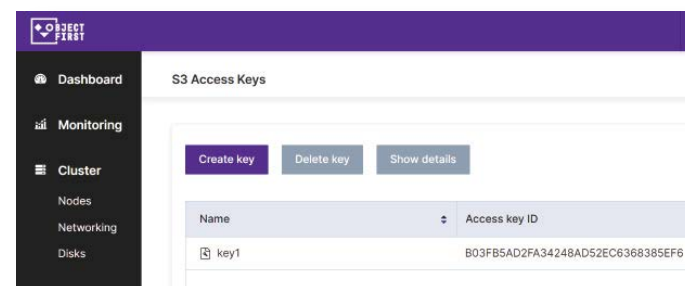 OBJECT
FIRST
Dashboard
S3 Access Keys
Monitoring
Create key
Delete key
Show details
Cluster
Nodes
Name
Access key ID
Networking
Disks
key1
B03FB5AD2FA34248AD52EC6368385EF6